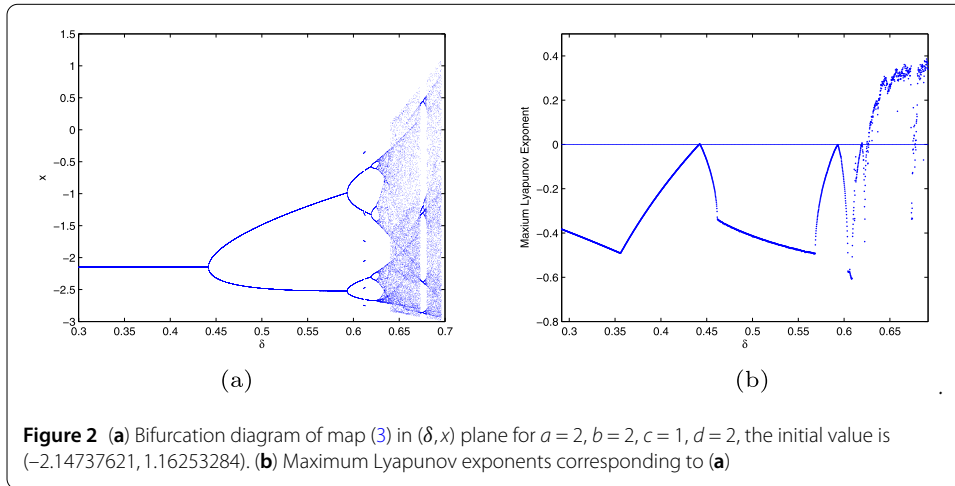 1.5
1
0.5
0
−0.5
−1
−1.5
−2
−2.5
−3
x
0.3 0.35 0.4 0.45 0.5 0.55 0.6 0.65 0.7
δ
(a)
0.4
0.2
0
−0.2
−0.4
−0.6
−0.8
Maxium Lyapunov Exponent
0.3 0.35 0.4 0.45 0.5 0.55 0.6 0.65
δ
(b)
.
Figure 2 (a) Bifurcation diagram of map (3) in (δ, x) plane for a = 2, b = 2, c = 1, d = 2, the initial value is
(−2.14737621, 1.16253284). (b) Maximum Lyapunov exponents corresponding to (a)